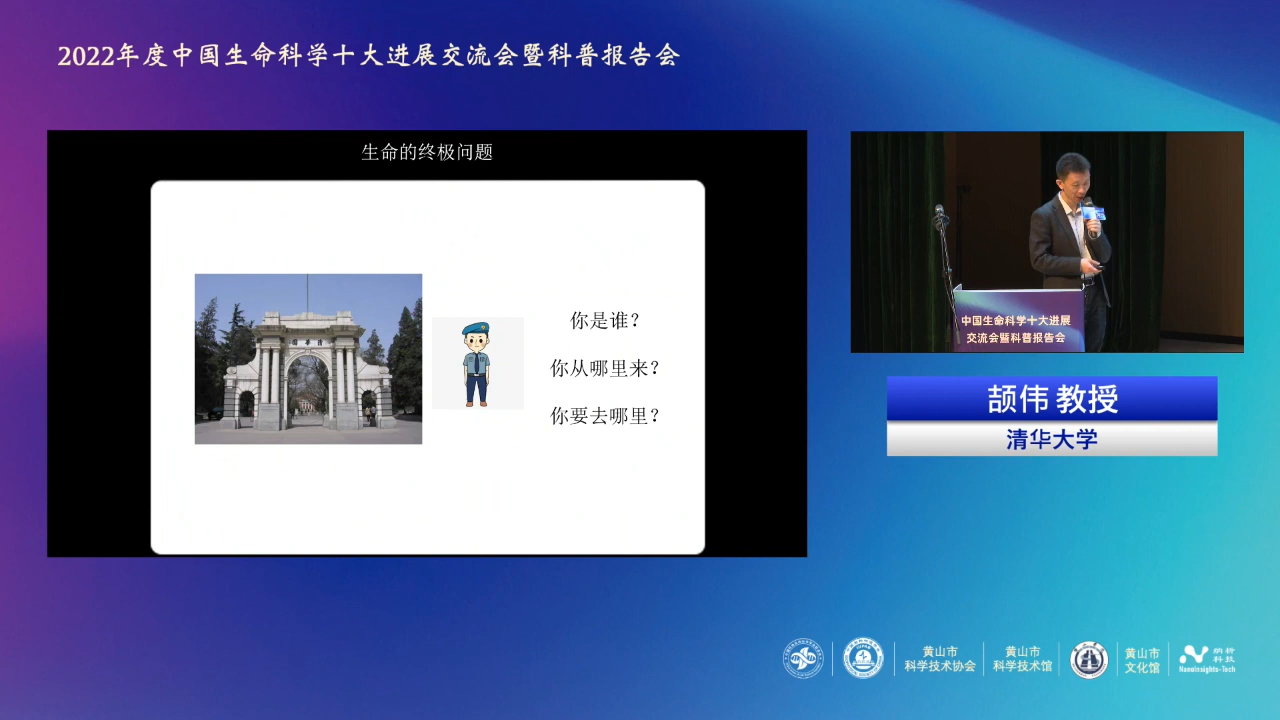 2022年度中国生命科学十大进展交流会暨科普报告会
生命的终极问题
你是谁？
你从哪里来？
你要去哪里？
中国生命科学十大进展
交流会暨科普报告会
颉伟 教授
清华大学
黄山市
科学技术协会
黄山市
科学技术馆
黄山市
文化馆
纳析
科技
NanoInsights-Tech